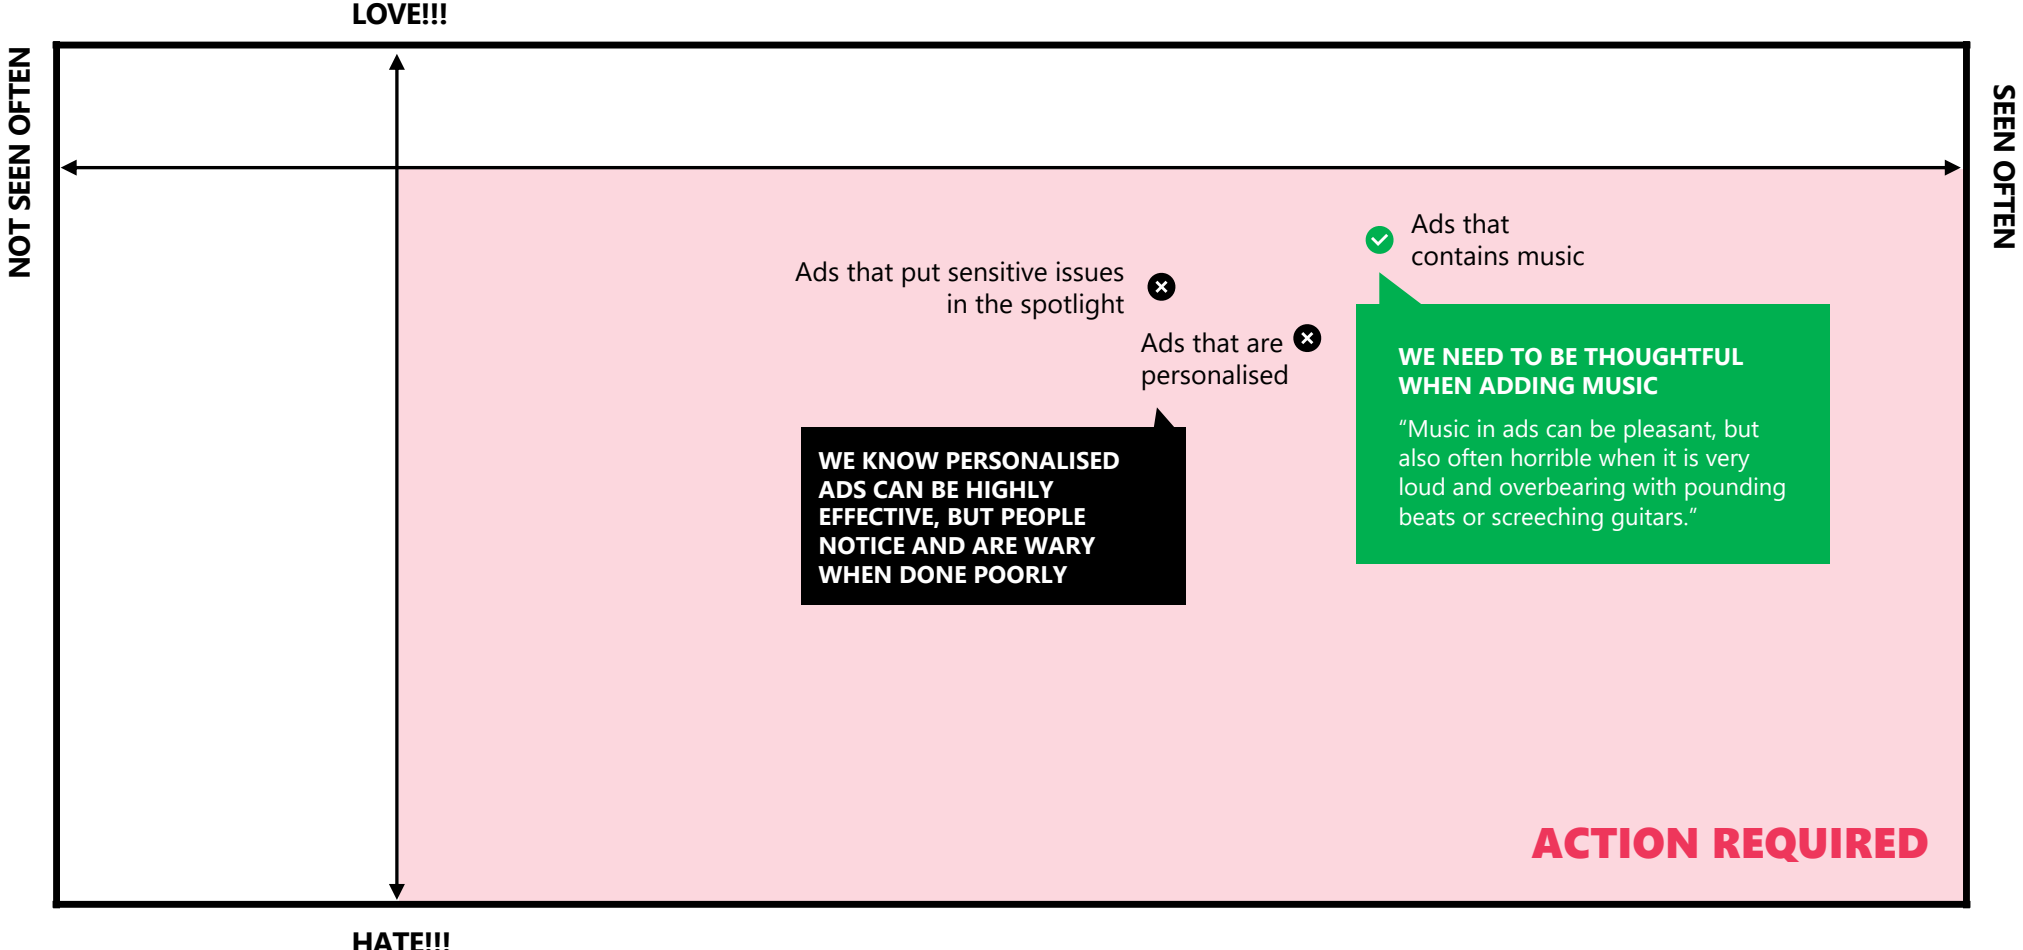 LOVE!!!
NOT SEEN OFTEN
SEEN OFTEN
Ads that
contains music
Ads that put sensitive issues
in the spotlight
Ads that are
personalised
WE NEED TO BE THOUGHTFUL
WHEN ADDING MUSIC
“Music in ads can be pleasant, but
also often horrible when it is very
loud and overbearing with pounding
beats or screeching guitars.”
WE KNOW PERSONALISED
ADS CAN BE HIGHLY
EFFECTIVE, BUT PEOPLE
NOTICE AND ARE WARY
WHEN DONE POORLY
ACTION REQUIRED
HATE!!!